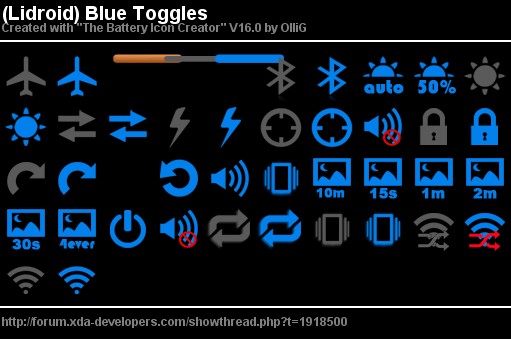 (Lidroid) Blue Toggles
Created with "The Battery Icon Creator" V16.0 by OlliG
auto 50%
10m 15s 1m 2m
30s 4ever
http://forum.xda-developers.com/showthread.php?t=1918500